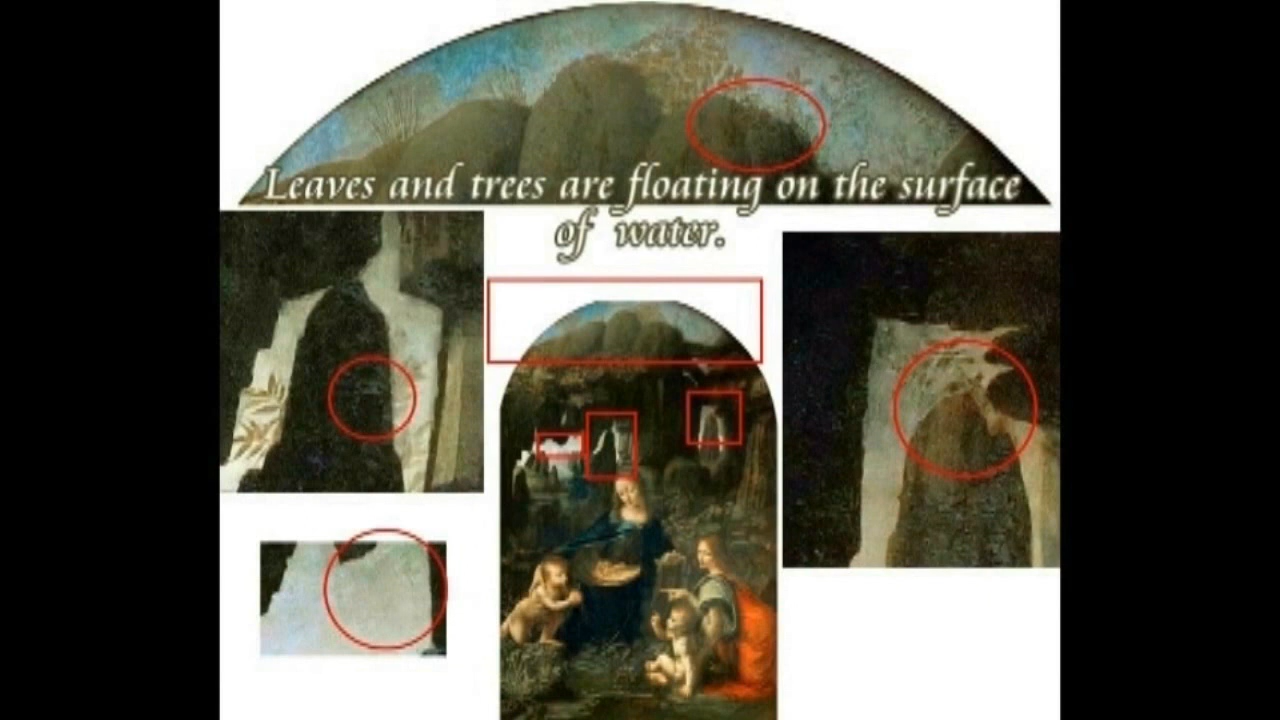 Leaves and trees are floating on the surface
of water.